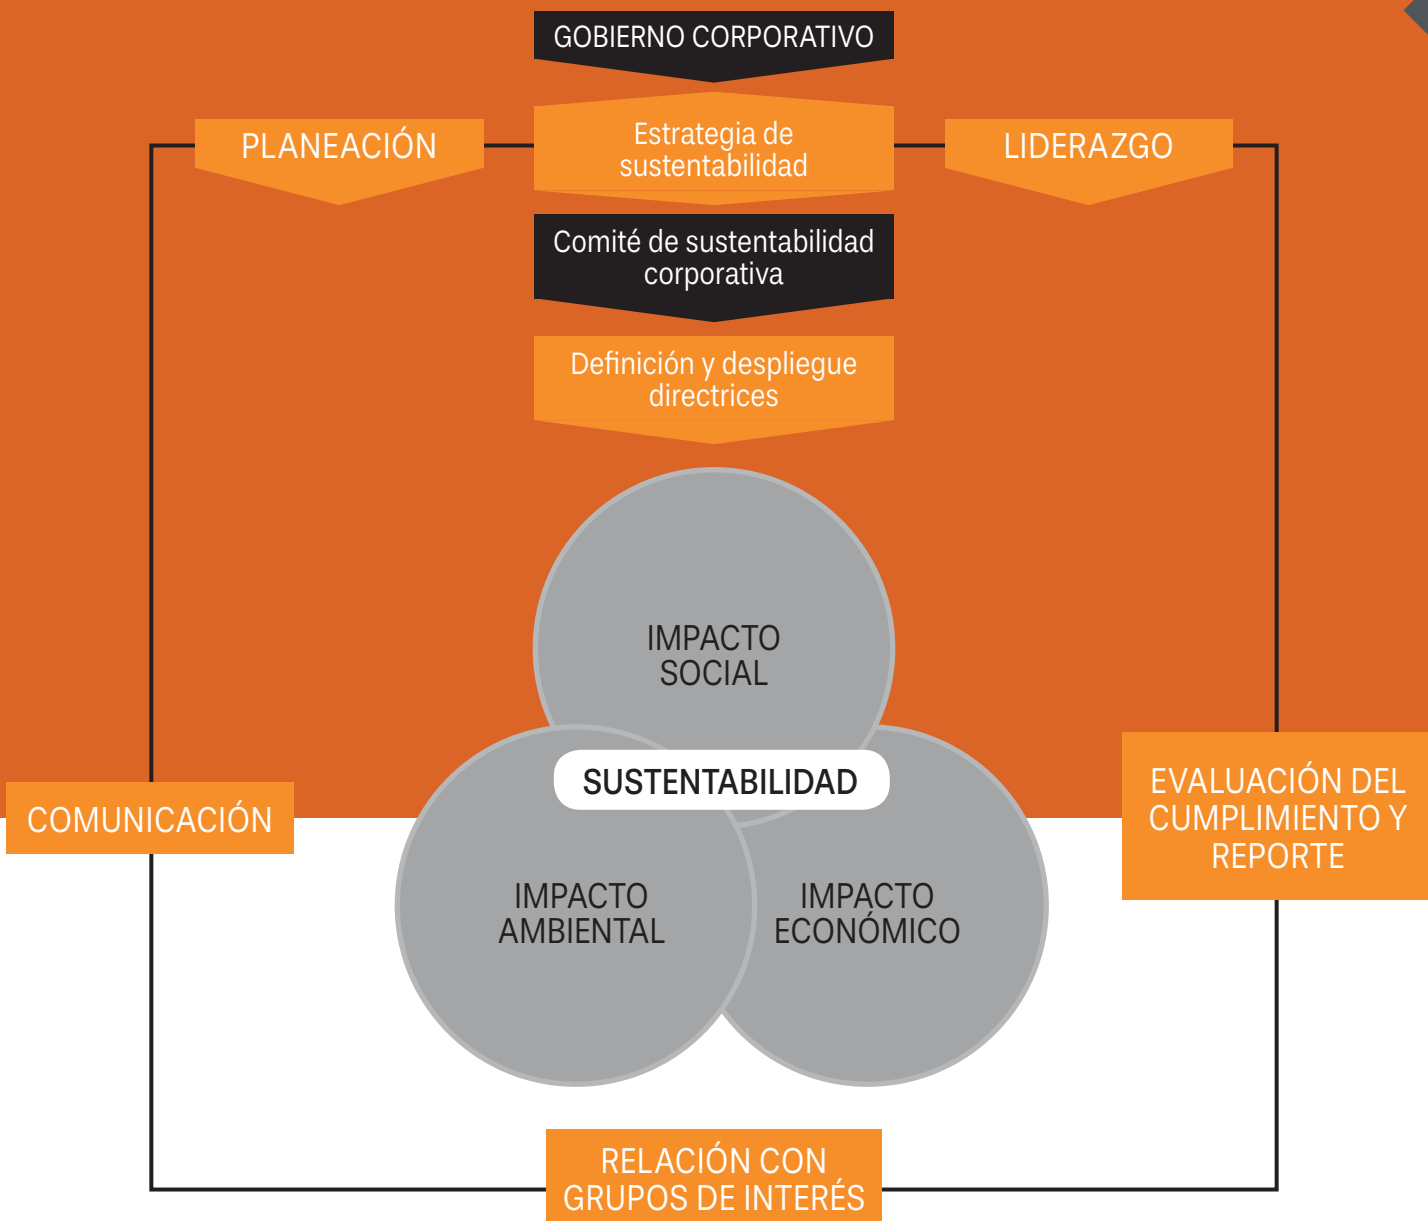 GOBIERNO CORPORATIVO
PLANEACIÓN
Estrategia de
sustentabilidad
LIDERAZGO
Comité de sustentabilidad
corporativa
Definición y despliegue
directrices
IMPACTO
SOCIAL
SUSTENTABILIDAD
COMUNICACIÓN
EVALUACIÓN DEL
CUMPLIMIENTO Y
REPORTE
IMPACTO
AMBIENTAL
IMPACTO
ECONÓMICO
RELACIÓN CON
GRUPOS DE INTERÉS